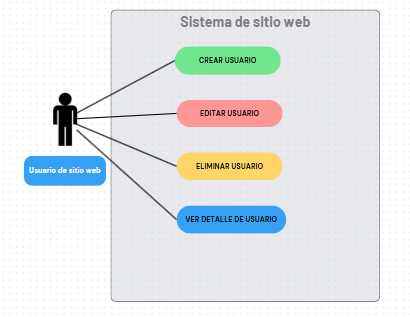 Sistema de sitio web
CREAR USUARIO
EDITAR USUARIO
ELIMINAR USUARIO
Usuario de sitio web
VER DETALLE DE USUARIO